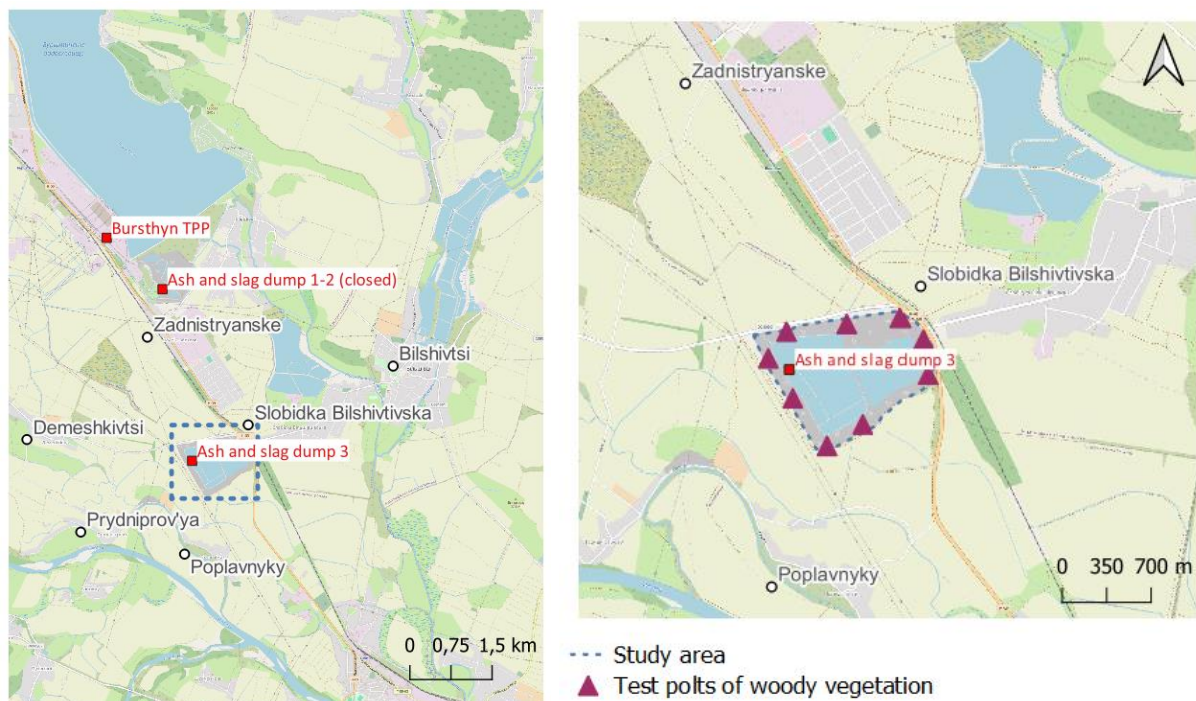 Bursthyn TPP
Ash and slag dump 1-2 (closed)
Zadnistryanske
Bilshivtsi
Slobidka Bilshivtivska
Demeshkivtsi
Ash and slag dump 3
Prydniprov'ya
Poplavnyky
0 0,75 1,5 km
Zadnistryanske
Slobidka Bilshivtivska
Ash and slag dump 3
Poplavnyky
0 350 700 m
Study area
Test polts of woody vegetation